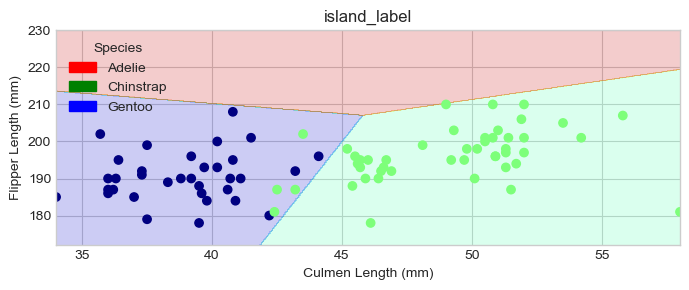 island_label
230
220
210
200
190
180
Flipper Length (mm)
Species
Adelie
Chinstrap
Gentoo
35
40
45
50
55
Culmen Length (mm)